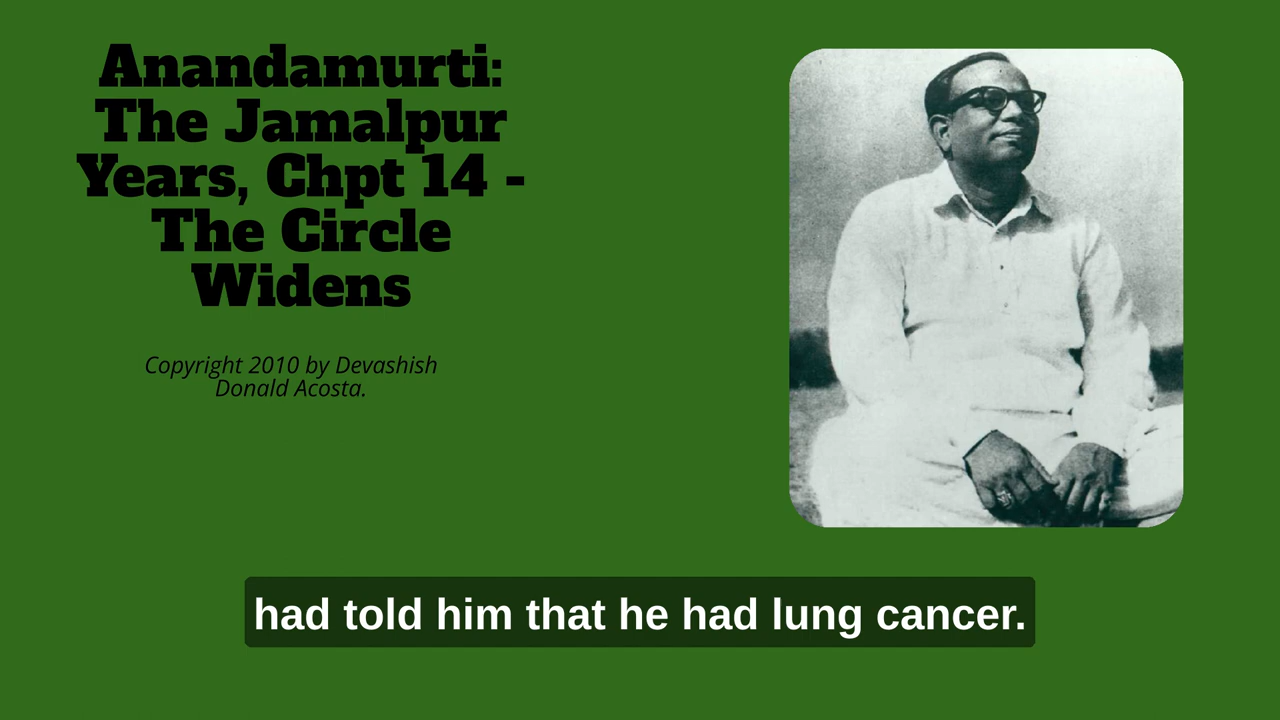 Anandamurti:
The Jamalpur
Years, Chpt 14 -
The Circle
Widens
Copyright 2010 by Devashish
Donald Acosta.
had told him that he had lung cancer.